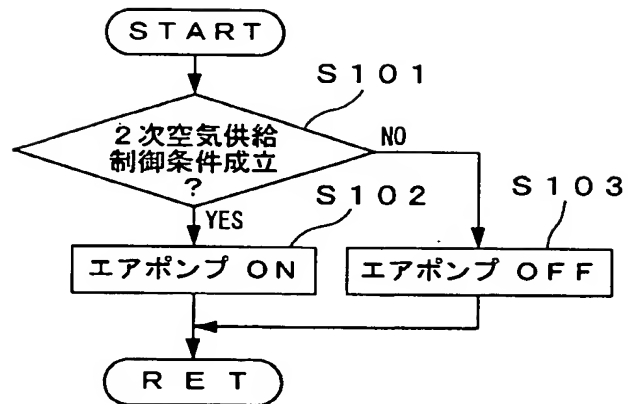 START
S101
2次空気供給
制御条件成立
?
NO
YES
S102
S103
エアポンプ ON
エアポンプ OFF
RET